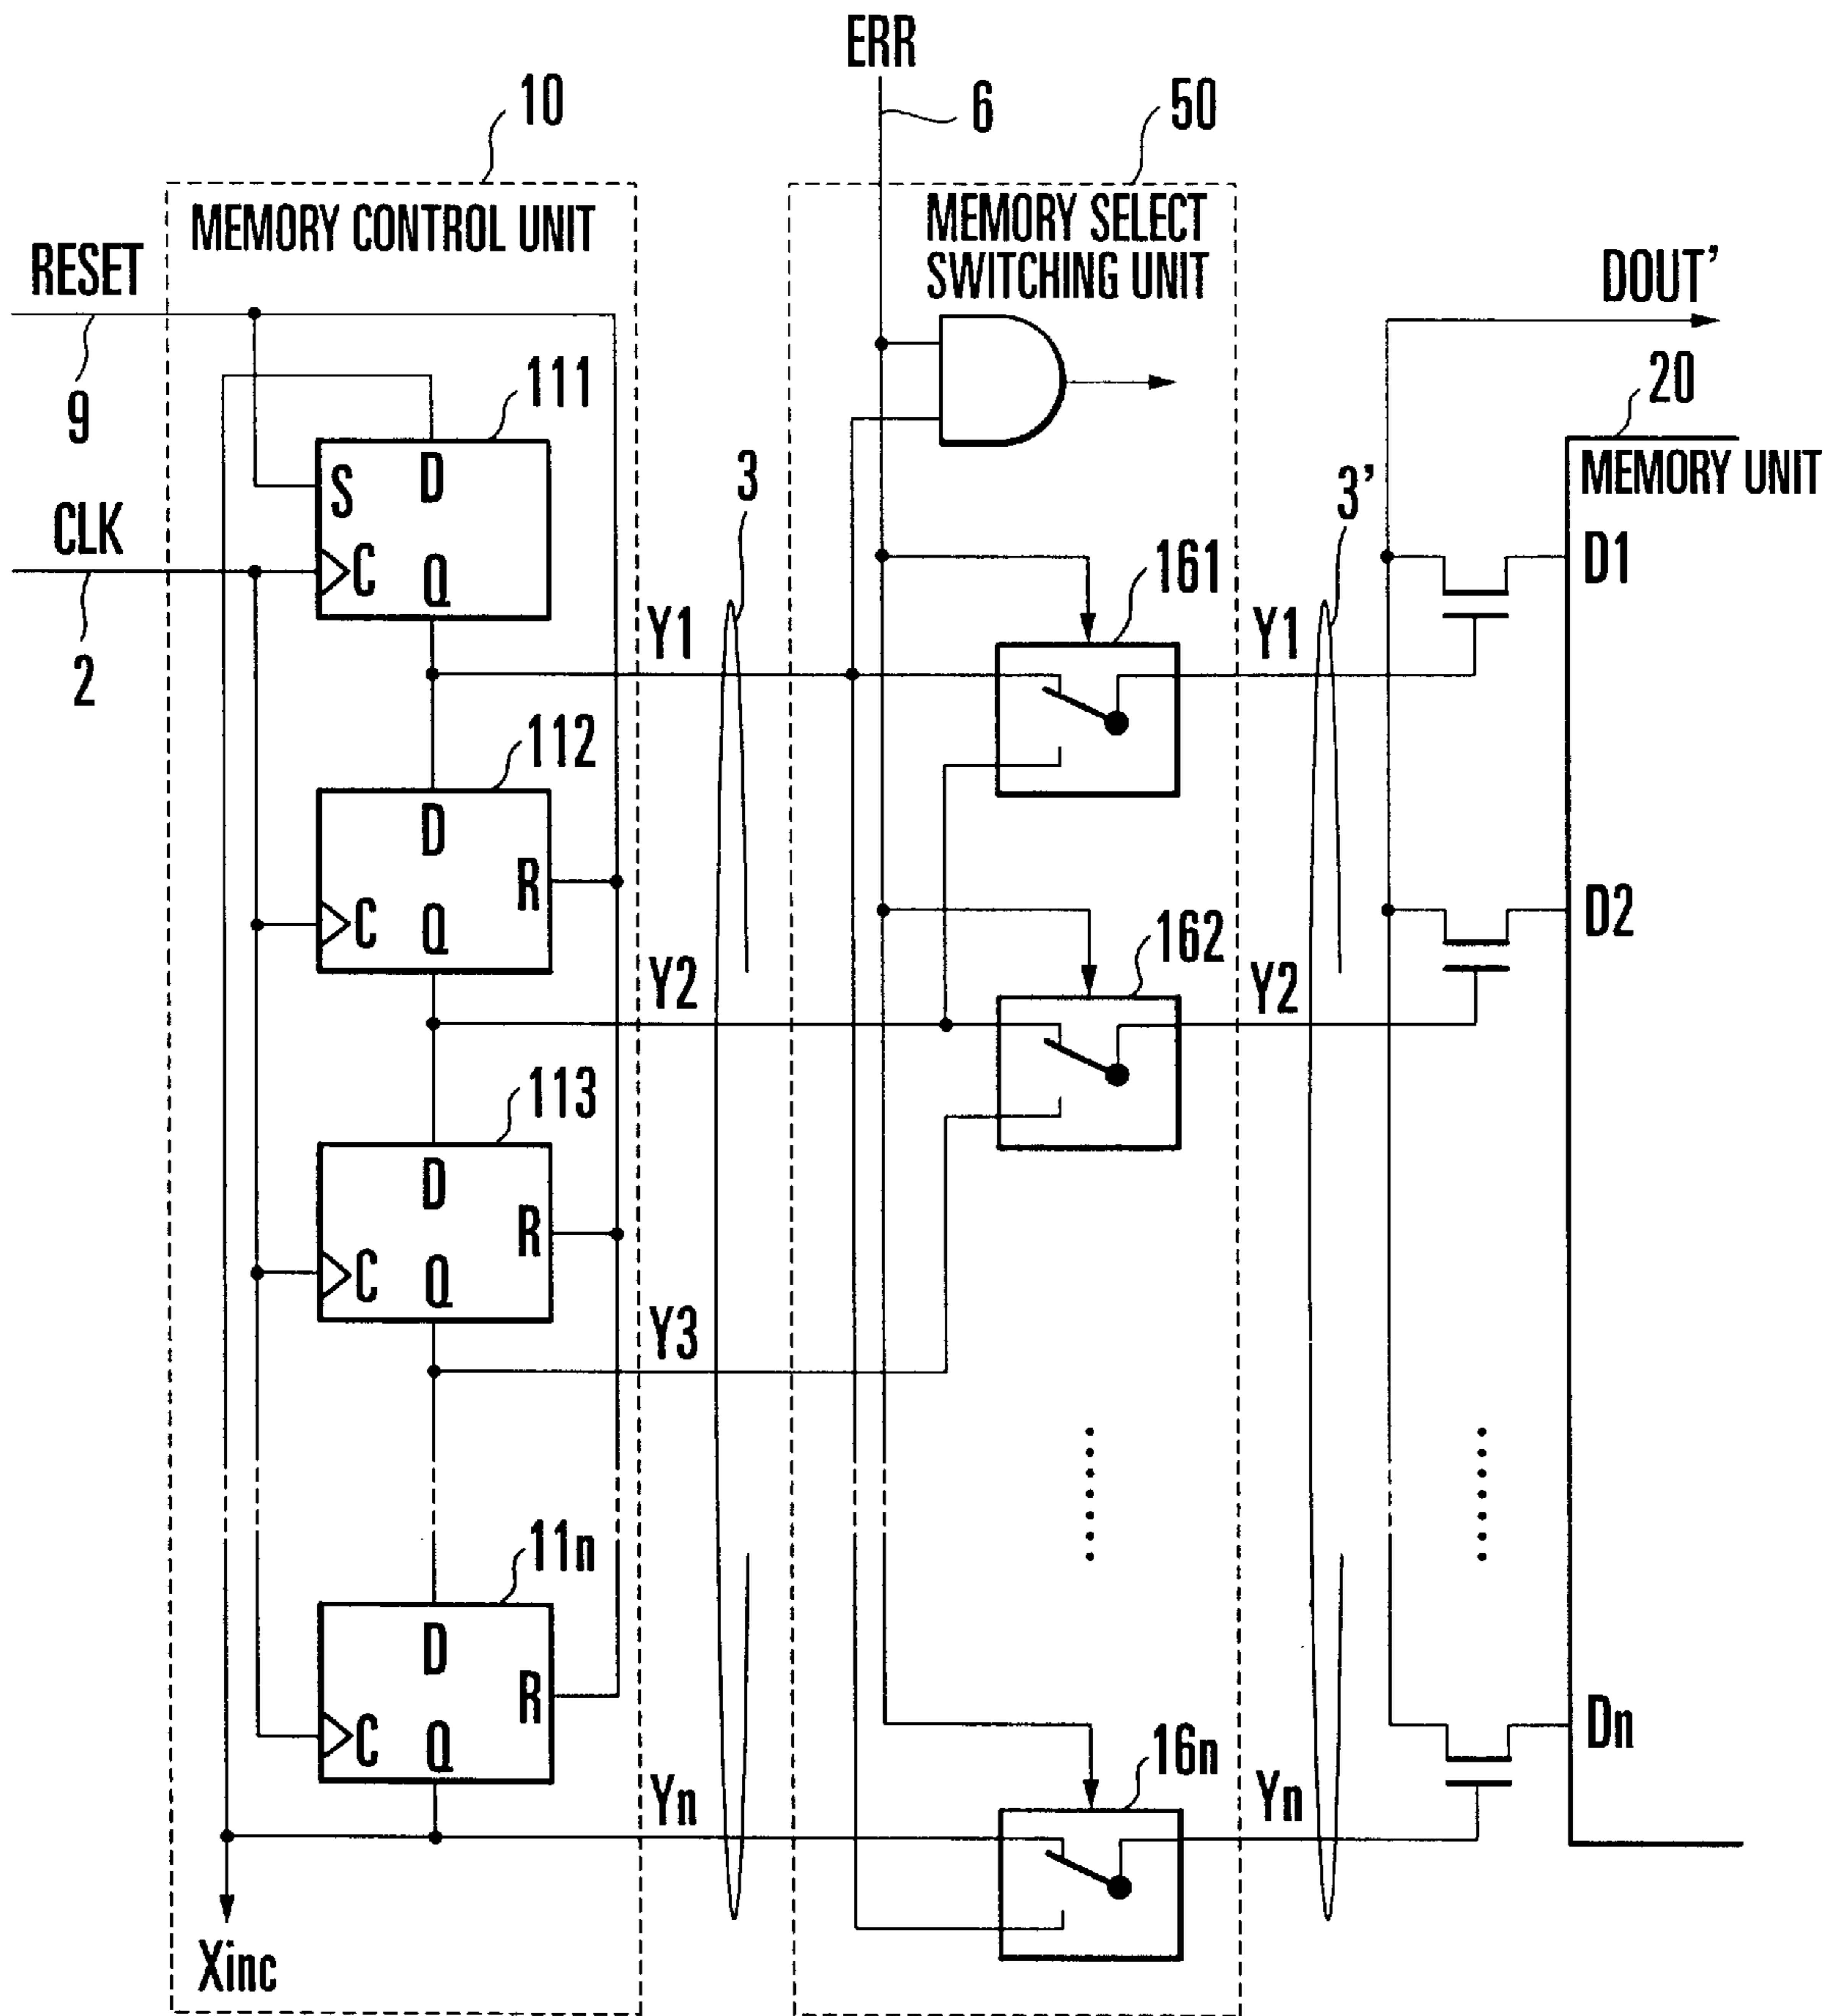 ERR
10
6
50
MEMORY CONTROL UNIT
MEMORY SELECT
SWITCHING UNIT
RESET
DOUT'
9
111
20
S
D
MEMORY UNIT
3
3'
CLK
C
Q
161
D1
2
Y1
Y1
112
D
R
C
Q
162
D2
Y2
Y2
113
D
R
C
Q
Y3
11n
D
R
C
Q
16n
Dn
Yn
Yn
Xinc